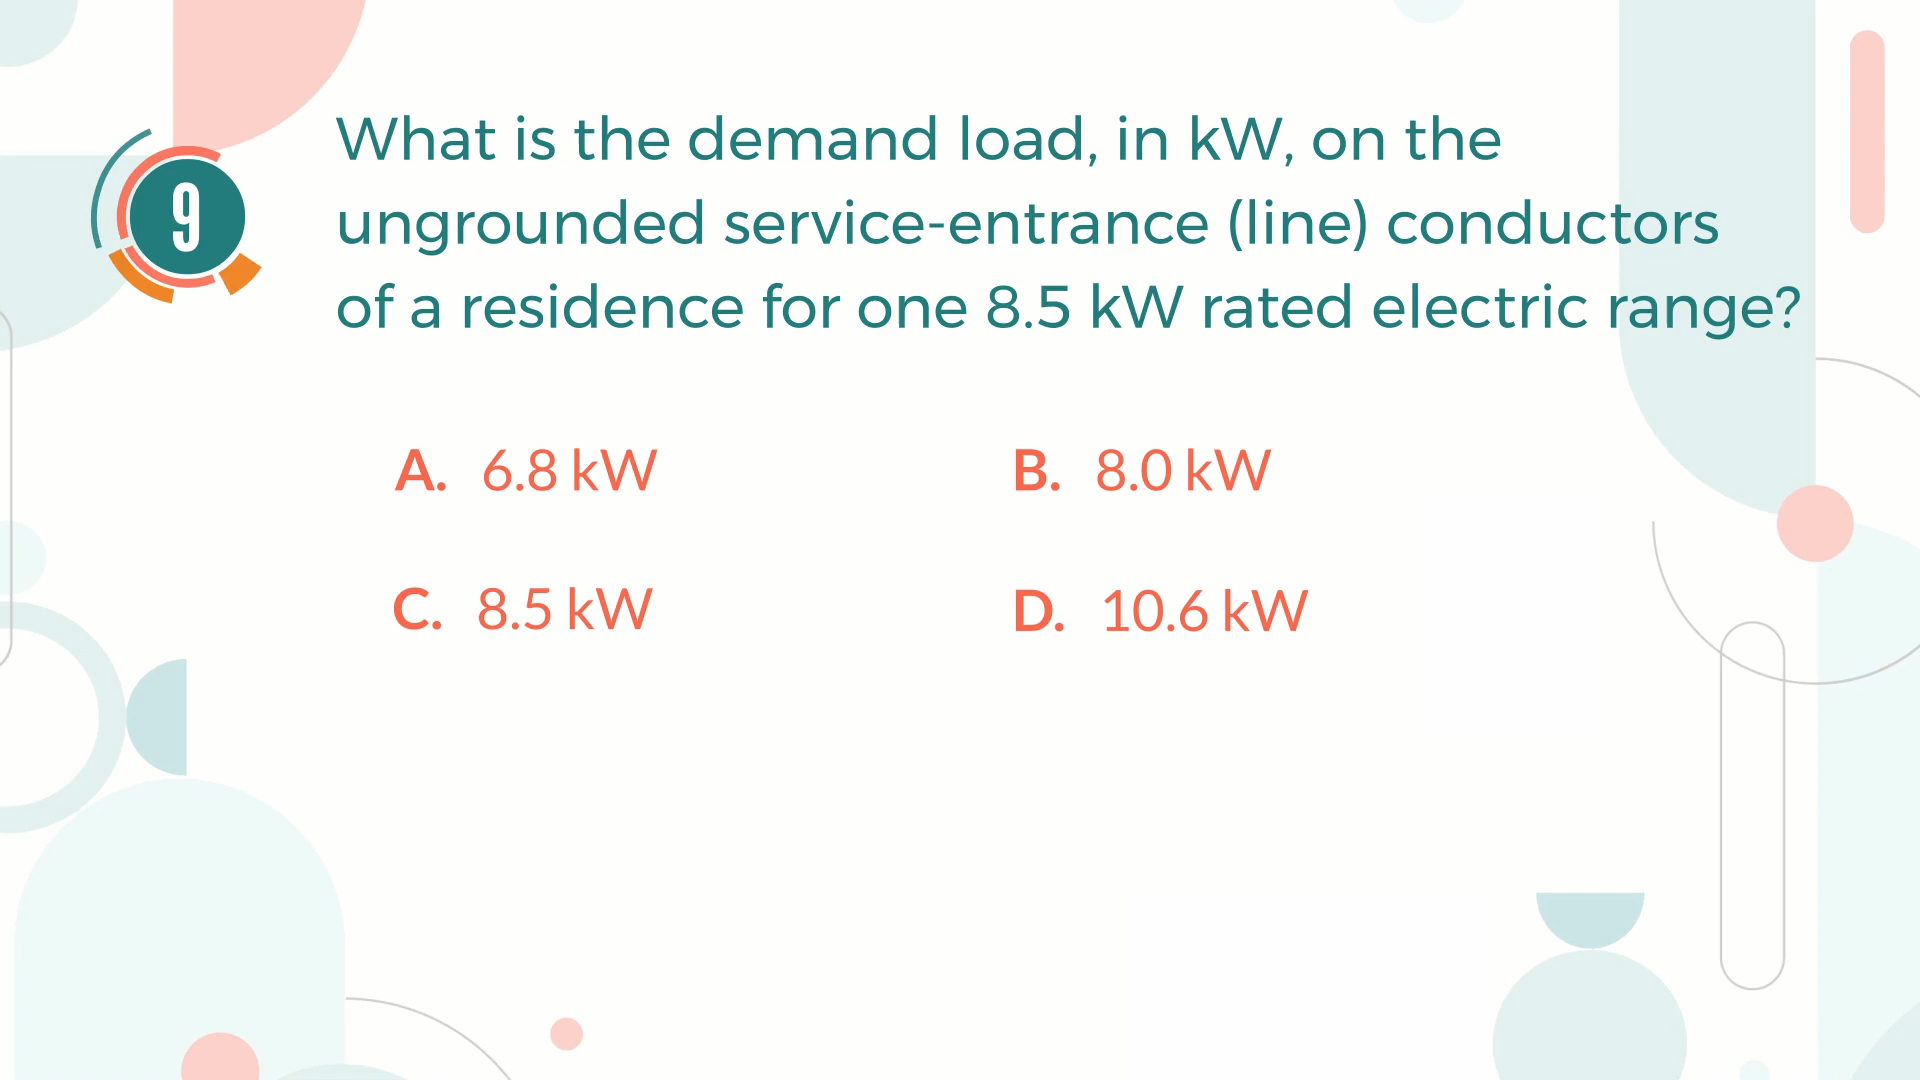 9
What is the demand load, in kW, on the
ungrounded service-entrance (line) conductors
of a residence for one 8.5 kW rated electric range?
A. 6.8 kW
B. 8.0 kW
C. 8.5 kW
D. 10.6 kW